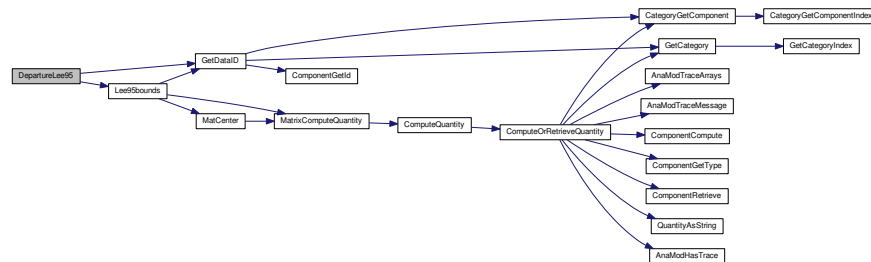 DepartureLee95
Lee95bounds
GetDataID
ComponentGetId
MatCenter
MatrixComputeQuantity
ComputeQuantity
ComputeOrRetrieveQuantity
CategoryGetComponent
CategoryGetComponentIndex
GetCategory
GetCategoryIndex
AnaModTraceArrays
AnaModTraceMessage
ComponentCompute
ComponentGetType
ComponentRetrieve
QuantityAsString
AnaModHasTrace